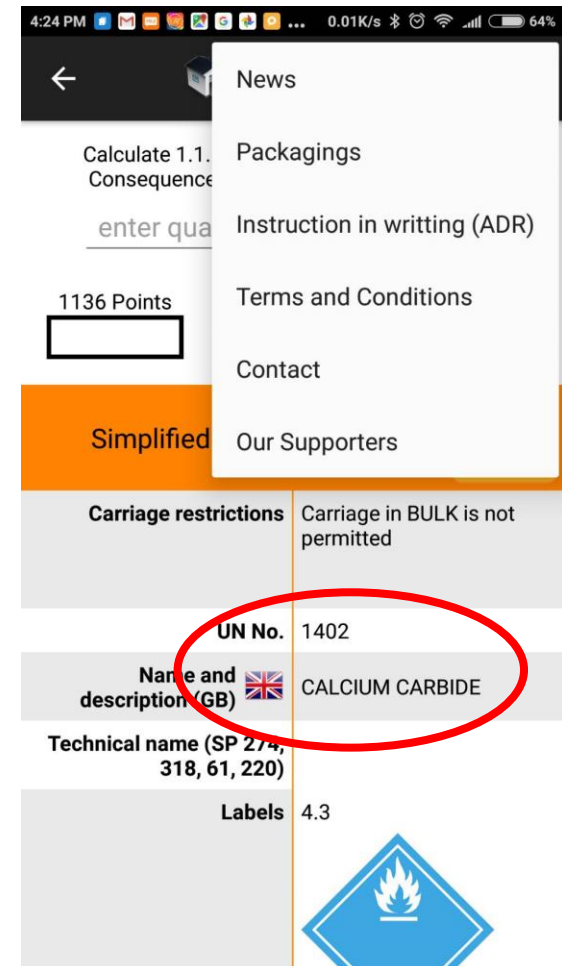 4:24 PM ... 0.01K/s 64%
News
Calculate 1.1.
Consequence
Packagings
enter qua
Instruction in writting (ADR)
1136 Points
Terms and Conditions
Contact
Simplified
Our Supporters
Carriage restrictions Carriage in BULK is not
permitted
UN No. 1402
Name and
description (GB) CALCIUM CARBIDE
Technical name (SP 274,
318, 61, 220)
Labels 4.3